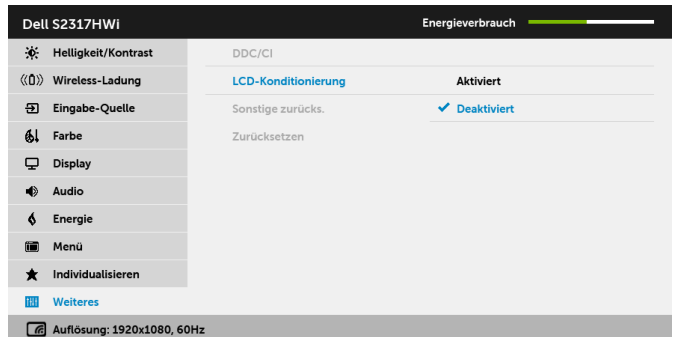 Dell S2317HWi
Energieverbrauch
Helligkeit/Kontrast
DDC/CI
Wireless-Ladung
LCD-Konditionierung
Aktiviert
Eingabe-Quelle
Sonstige zurücks.
Deaktiviert
Farbe
Zurücksetzen
Display
Audio
Energie
Menü
Individualisieren
Weiteres
Auflösung: 1920x1080, 60Hz